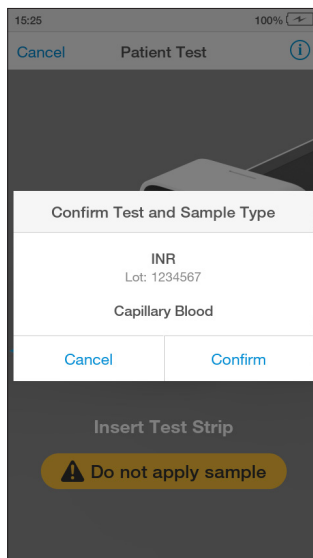 15:25 100%
Cancel Patient Test i
Confirm Test and Sample Type
INR
Lot: 1234567
Capillary Blood
Cancel Confirm
Insert Test Strip
Do not apply sample